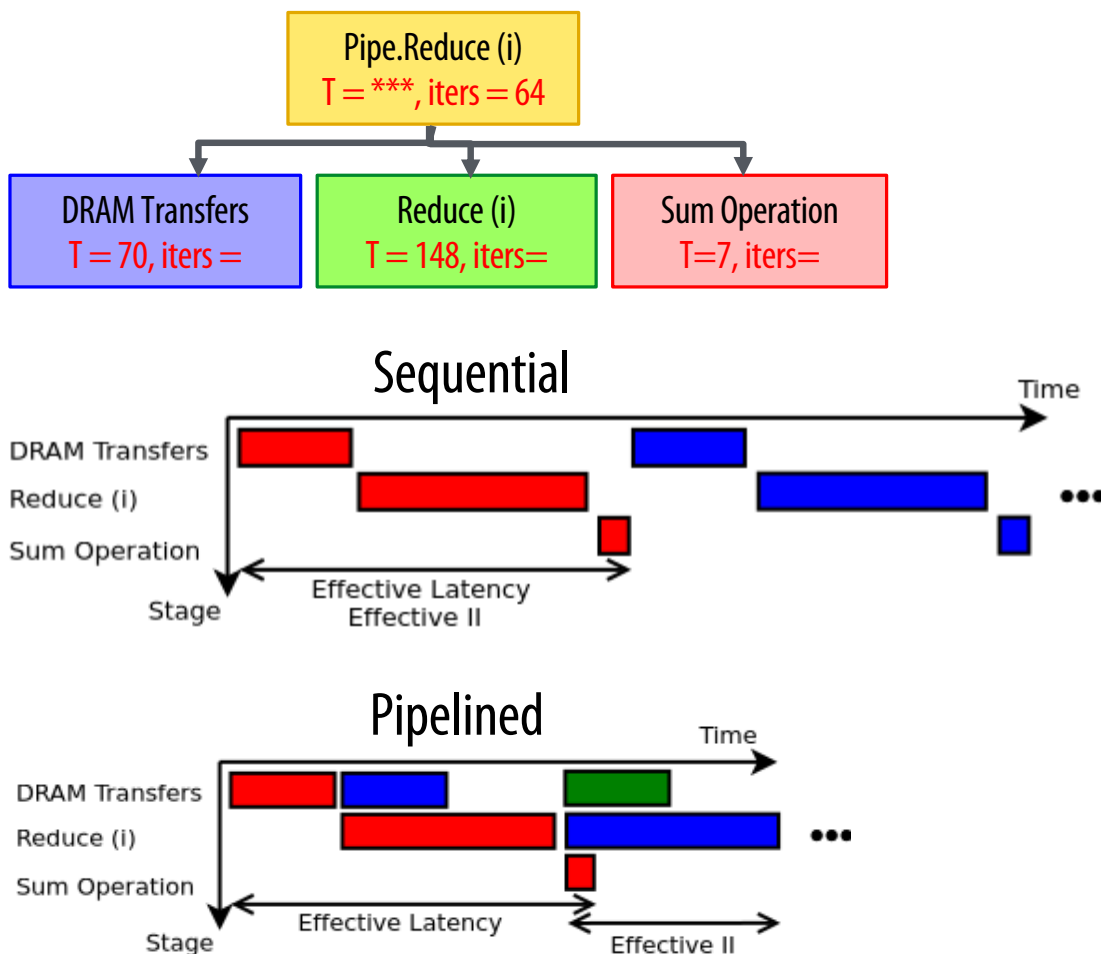 Pipe.Reduce (i)
T = ***, iters = 64
DRAM Transfers
T = 70, iters =
Reduce (i)
T = 148, iters=
Sum Operation
T=7, iters=
Sequential
Time
DRAM Transfers
Reduce (i)
Sum Operation
Effective Latency
Effective II
Stage
Pipelined
Time
DRAM Transfers
Reduce (i)
Sum Operation
Effective Latency
Effective II
Stage